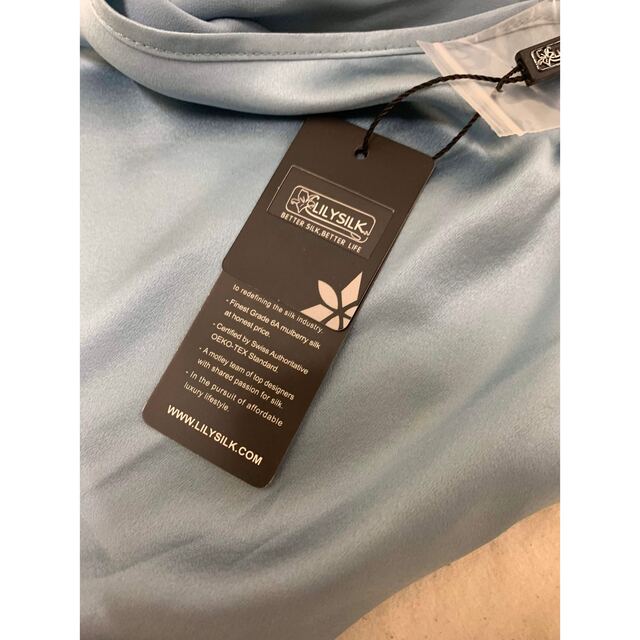 LILYSILK
BETTER SILK, BETTER LIFE
to redefining the silk industry.
- Finest Grade 6A mulberry silk
at honest price.
- Certified by Swiss Authoritative
OEKO-TEX Standard.
- A motley team of top designers
with shared passion for silk.
- In the pursuit of affordable
luxury lifestyle.
WWW.LILYSILK.COM